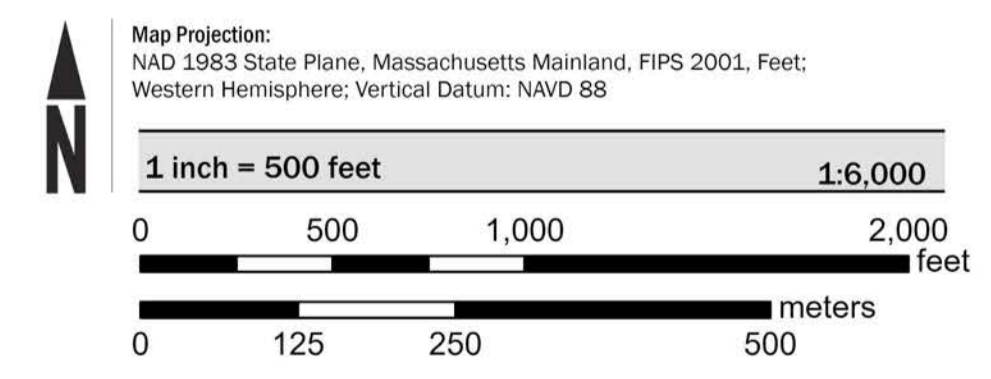 Map Projection:
NAD 1983 State Plane, Massachusetts Mainland, FIPS 2001, Feet;
Western Hemisphere; Vertical Datum: NAVD 88
N
1 inch = 500 feet 1:6,000
0 500 1,000 2,000
feet
meters
0 125 250 500